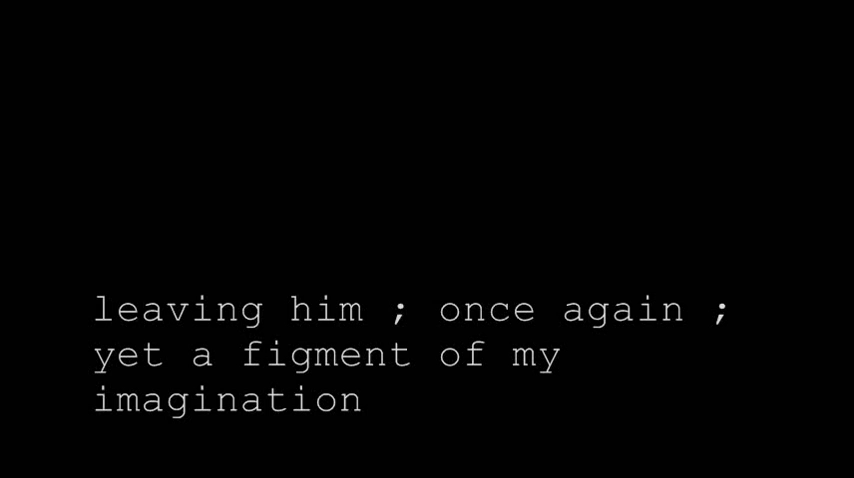 leaving him ; once again ;
yet a figment of my
imagination